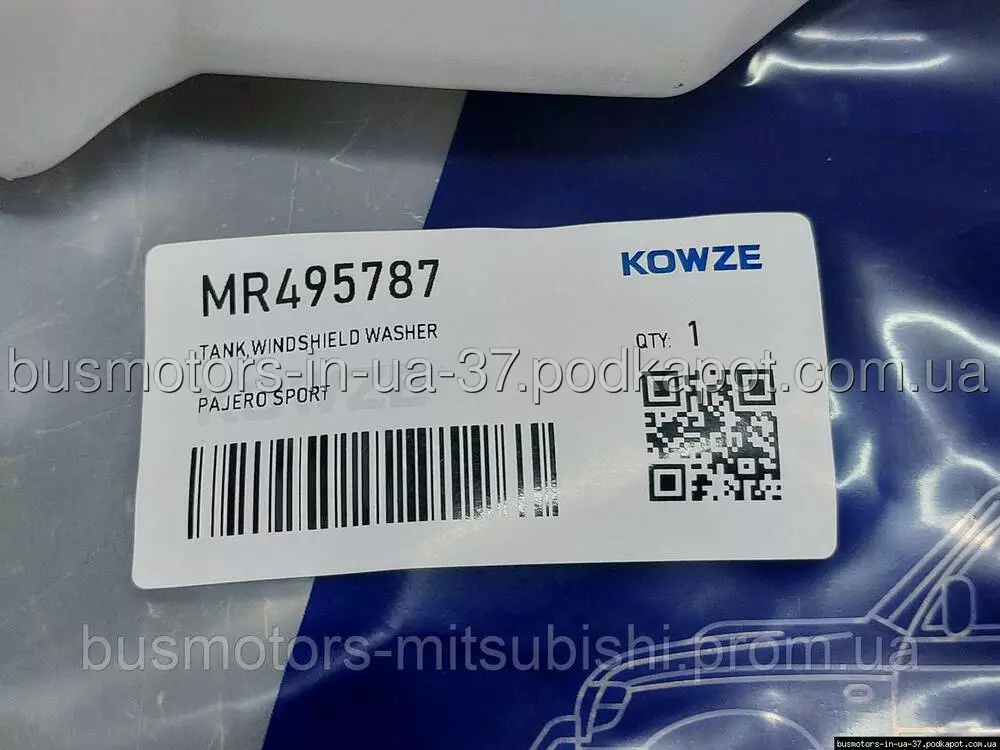 MR495787
KOWZE
TANK,WINDSHIELD WASHER
QTY: 1
busmotors-in-ua-37.podkapot.com.ua
PAJERO SPORT
busmotors-mitsubishi.prom.ua
busmotors-in-ua-37.podkapot.com.ua